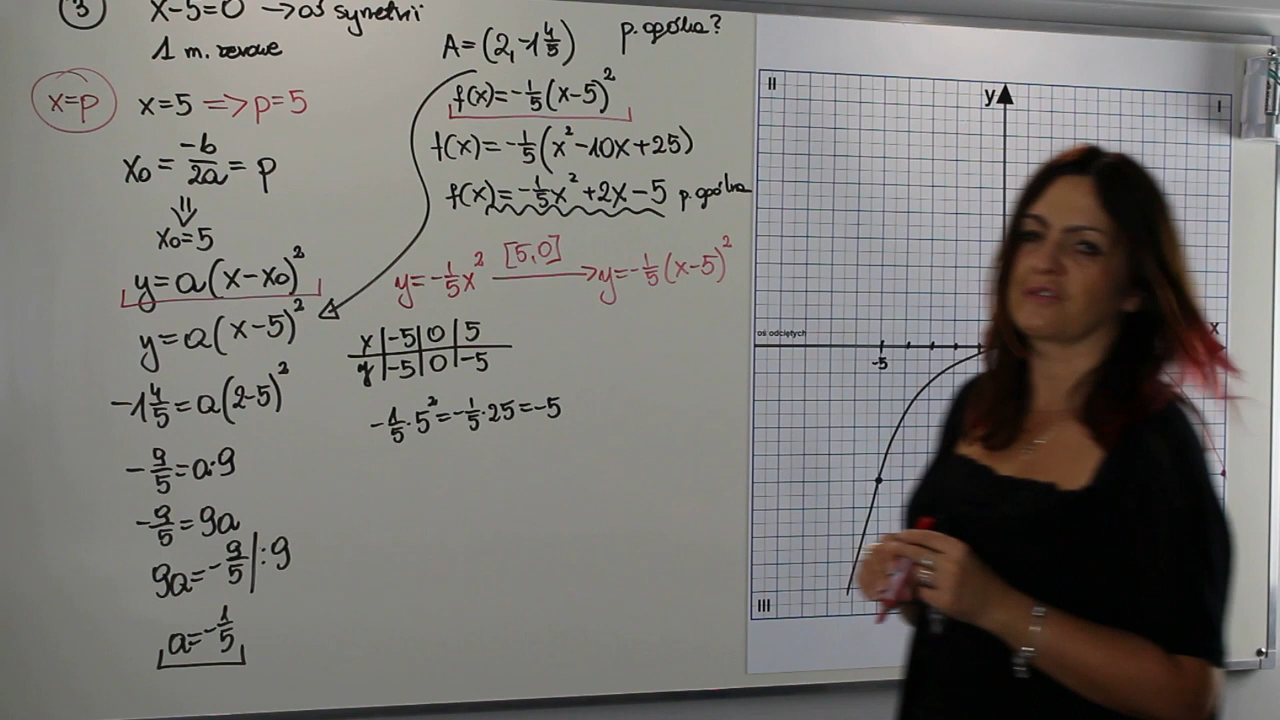 3 x-5=0 → oś symetrii
1 m. zerowe
x=p x=5 => p=5
x₀ = -b/2a = p
⇓
x₀=5
y=a(x-x₀)²
y=a(x-5)²
-1 4/5=a(2-5)²
-9/5=a·9
-9/5=9a
9a=-9/5 |:9
a=-1/5
A=(2,-1 4/5) p. ogólna?
f(x)=-1/5(x-5)²
f(x)=-1/5(x²-10x+25)
f(x)=-1/5x²+2x-5 p. ogólna
y=-1/5x² [5,0] → y=-1/5(x-5)²
x | -5 | 0 | 5
y | -5 | 0 | -5
-1/5·5²=-1/5·25=-5
II y I
oś odciętych x
-5
III